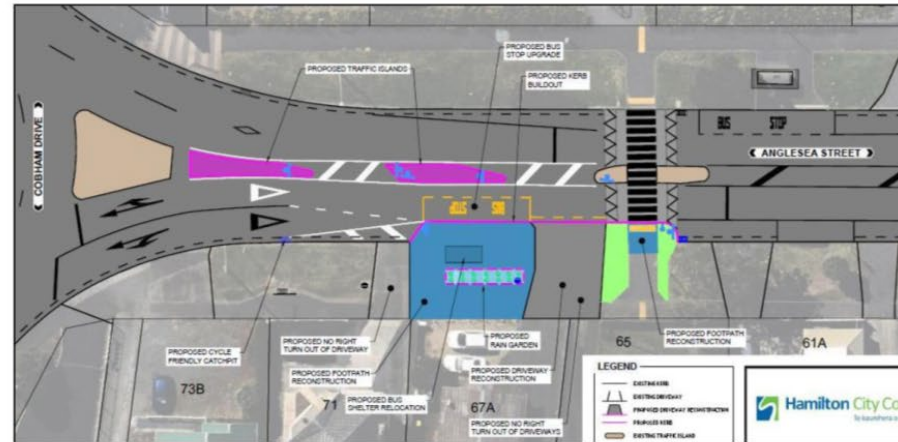 PROPOSED BUS
STOP UPGRADE
PROPOSED TRAFFIC ISLANDS
PROPOSED KERB
BUILDOUT
COBHAM DRIVE
BUS STOP
ANGLESEA STREET
BUS STOP
PROPOSED CYCLE
FRIENDLY CATCHPIT
PROPOSED NO RIGHT
TURN OUT OF DRIVEWAY
PROPOSED FOOTPATH
RECONSTRUCTION
PROPOSED BUS
SHELTER RELOCATION
PROPOSED
RAIN GARDEN
PROPOSED DRIVEWAY
RECONSTRUCTION
PROPOSED NO RIGHT
TURN OUT OF DRIVEWAYS
PROPOSED FOOTPATH
RECONSTRUCTION
73B
71
67A
65
61A
LEGEND
EXISTING KERB
EXISTING DRIVEWAY
PROPOSED DRIVEWAY RECONSTRUCTION
PROPOSED KERB
EXISTING TRAFFIC ISLAND
Hamilton City Co